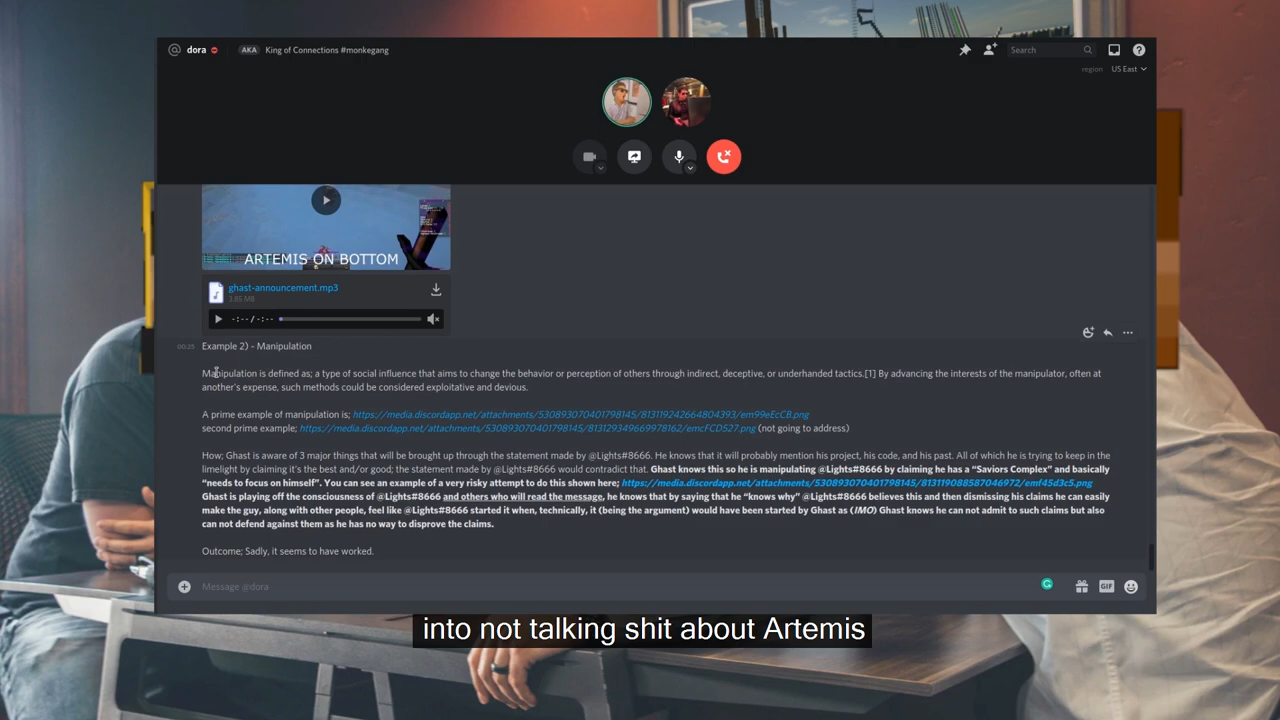 @ dora AKA King of Connections #monkegang Search
region US East
ARTEMIS ON BOTTOM
ghast-announcement.mp3
3.85 MB
-:--/-:--
00:25 Example 2) - Manipulation
Manipulation is defined as; a type of social influence that aims to change the behavior or perception of others through indirect, deceptive, or underhanded tactics.[1] By advancing the interests of the manipulator, often at
another's expense, such methods could be considered exploitative and devious.
A prime example of manipulation is; https://media.discordapp.net/attachments/530893070401798145/813119242664804393/em99eEcCB.png
second prime example; https://media.discordapp.net/attachments/530893070401798145/813129349669978162/emcFCD527.png (not going to address)
How; Ghast is aware of 3 major things that will be brought up through the statement made by @Lights#8666. He knows that it will probably mention his project, his code, and his past. All of which he is trying to keep in the
limelight by claiming it's the best and/or good; the statement made by @Lights#8666 would contradict that. Ghast knows this so he is manipulating @Lights#8666 by claiming he has a “Saviors Complex” and basically
“needs to focus on himself”. You can see an example of a very risky attempt to do this shown here; https://media.discordapp.net/attachments/530893070401798145/813119088587046972/emf45d3c5.png
Ghast is playing off the consciousness of @Lights#8666 and others who will read the message, he knows that by saying that he “knows why” @Lights#8666 believes this and then dismissing his claims he can easily
make the guy, along with other people, feel like @Lights#8666 started it when, technically, it (being the argument) would have been started by Ghast as (IMO) Ghast knows he can not admit to such claims but also
can not defend against them as he has no way to disprove the claims.
Outcome; Sadly, it seems to have worked.
Message @dora GIF
into not talking shit about Artemis